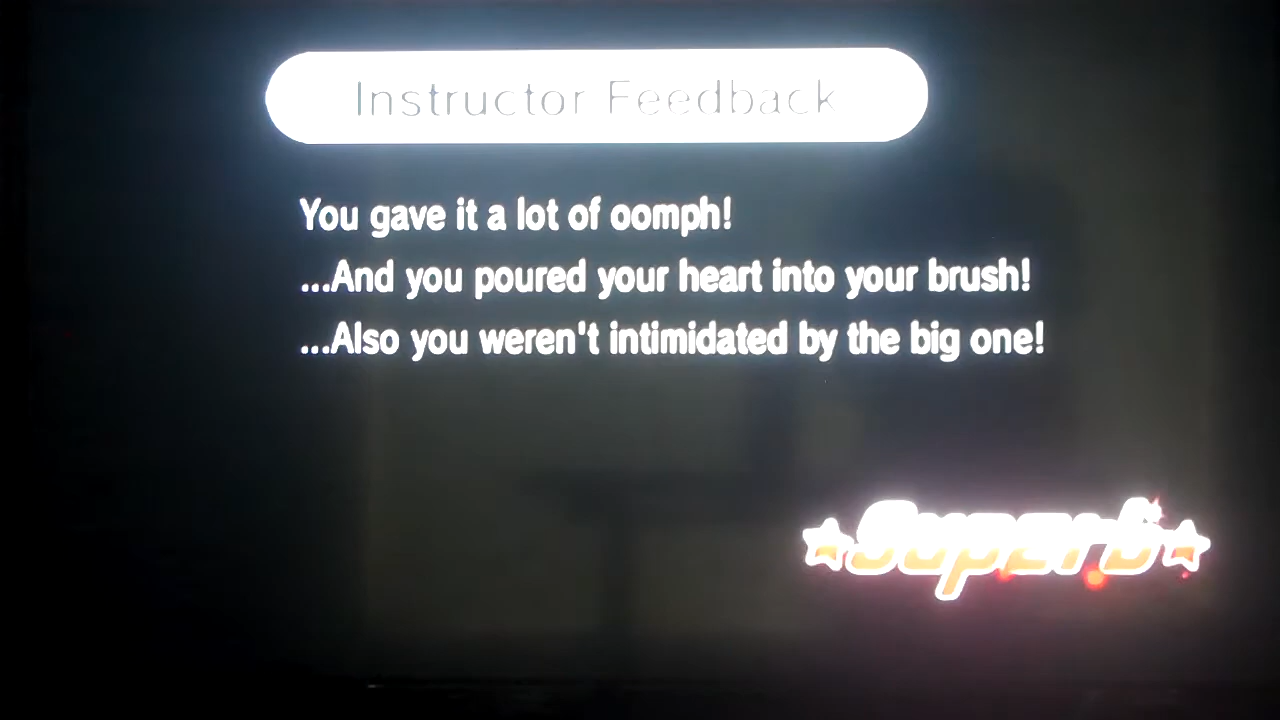 Instructor Feedback
You gave it a lot of oomph!
...And you poured your heart into your brush!
...Also you weren't intimidated by the big one!
Superb